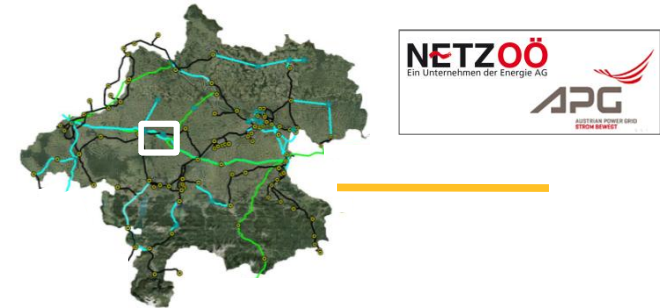 NETZOÖ
Ein Unternehmen der Energie AG
APG
AUSTRIAN POWER GRID
STROM BEWEGT